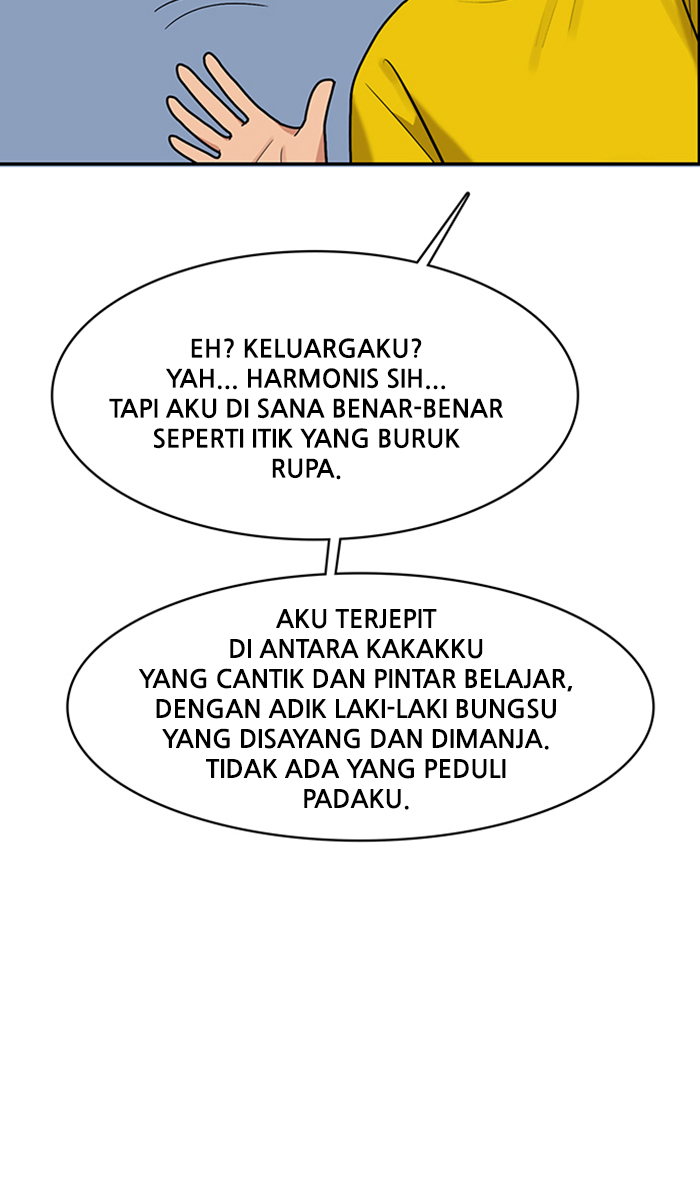 EH? KELUARGAKU?
YAH... HARMONIS SIH...
TAPI AKU DI SANA BENAR-BENAR
SEPERTI ITIK YANG BURUK
RUPA.
AKU TERJEPIT
DI ANTARA KAKAKKU
YANG CANTIK DAN PINTAR BELAJAR,
DENGAN ADIK LAKI-LAKI BUNGSU
YANG DISAYANG DAN DIMANJA.
TIDAK ADA YANG PEDULI
PADAKU.